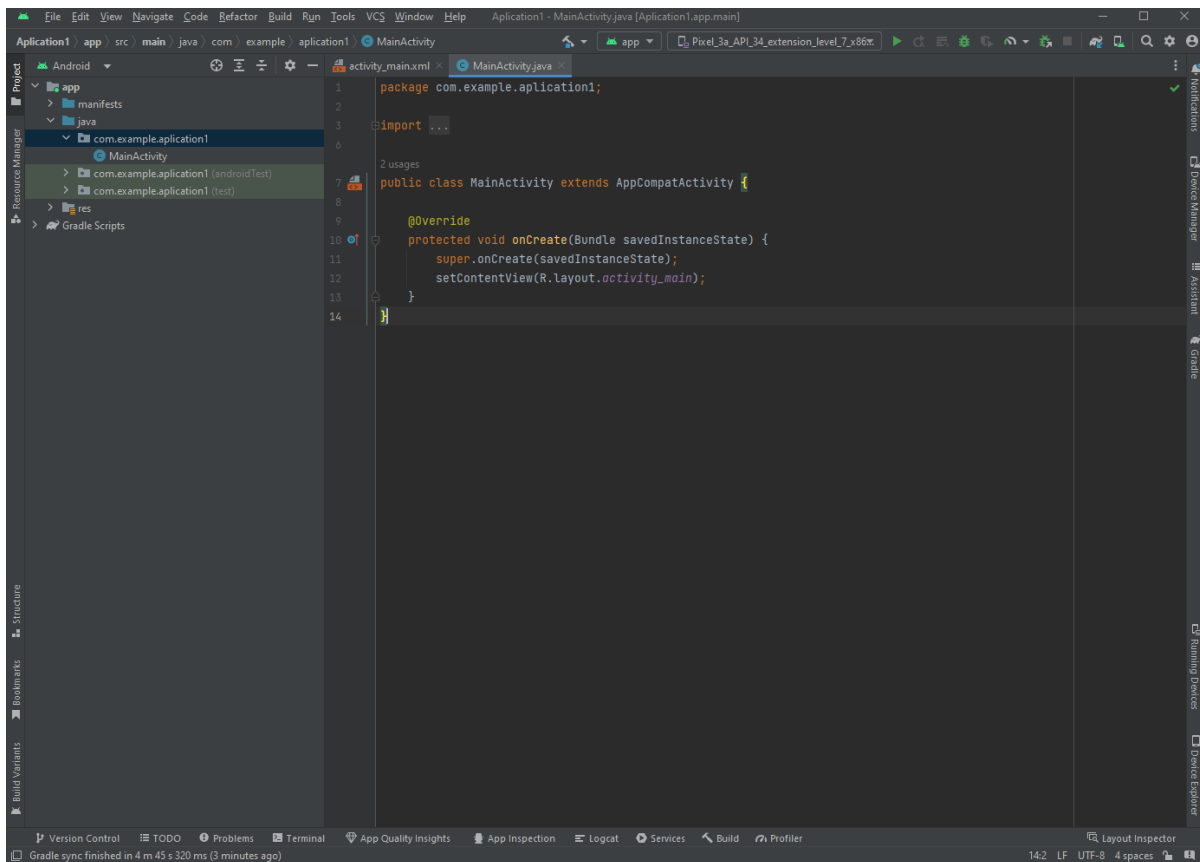 File Edit View Navigate Code Refactor Build Run Tools VCS Window Help Aplication1 - MainActivity.java [Aplication1.app.main]
Aplication1 app src main java com example aplication1 MainActivity app Pixel_3a_API_34_extension_level_7_x86
Android
activity_main.xml MainActivity.java
Project
Resource Manager
Structure
Bookmarks
Build Variants
app
manifests
java
com.example.aplication1
MainActivity
com.example.aplication1 (androidTest)
com.example.aplication1 (test)
res
Gradle Scripts
1 package com.example.aplication1;
2
3 import ...
6
2 usages
7 public class MainActivity extends AppCompatActivity {
8
9 @Override
10 protected void onCreate(Bundle savedInstanceState) {
11 super.onCreate(savedInstanceState);
12 setContentView(R.layout.activity_main);
13 }
14 }
Notifications
Device Manager
Assistant
Gradle
Running Devices
Device Explorer
Version Control TODO Problems Terminal App Quality Insights App Inspection Logcat Services Build Profiler Layout Inspector
Gradle sync finished in 4 m 45 s 320 ms (3 minutes ago) 14:2 LF UTF-8 4 spaces